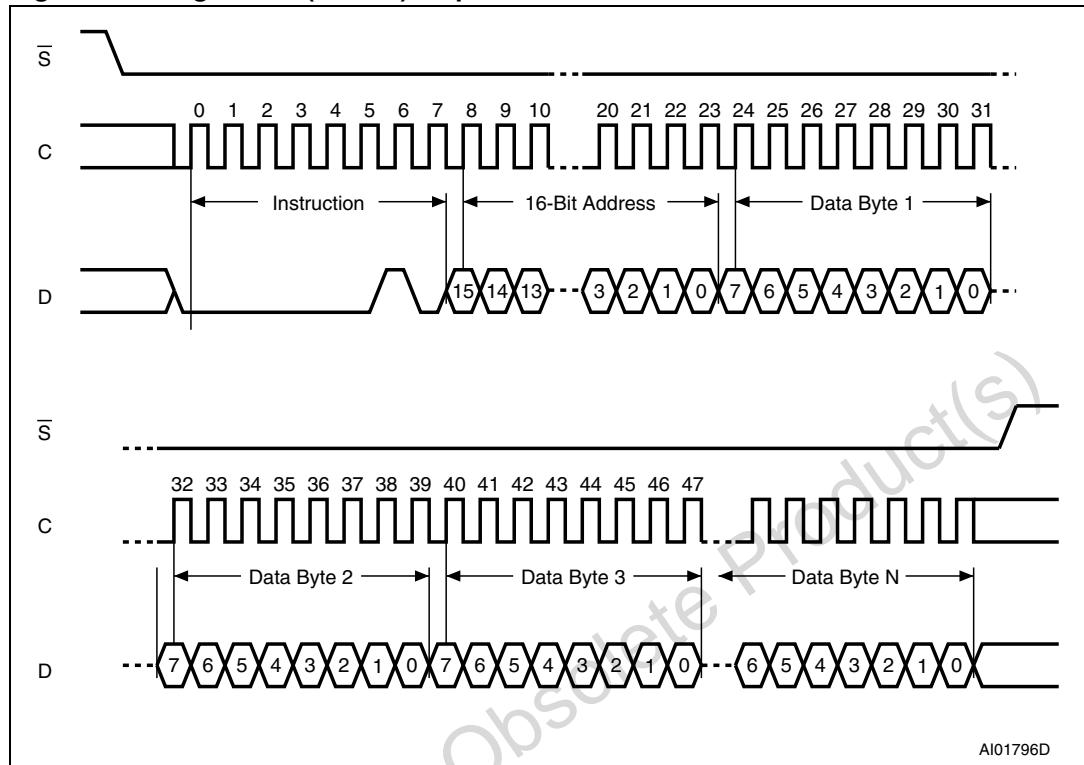 S
0 1 2 3 4 5 6 7 8 9 10 20 21 22 23 24 25 26 27 28 29 30 31
C
Instruction 16-Bit Address Data Byte 1
D 15 14 13 3 2 1 0 7 6 5 4 3 2 1 0
S
32 33 34 35 36 37 38 39 40 41 42 43 44 45 46 47
C
Data Byte 2 Data Byte 3 Data Byte N
D 7 6 5 4 3 2 1 0 7 6 5 4 3 2 1 0 6 5 4 3 2 1 0
Obsolete Product(s)
AI01796D